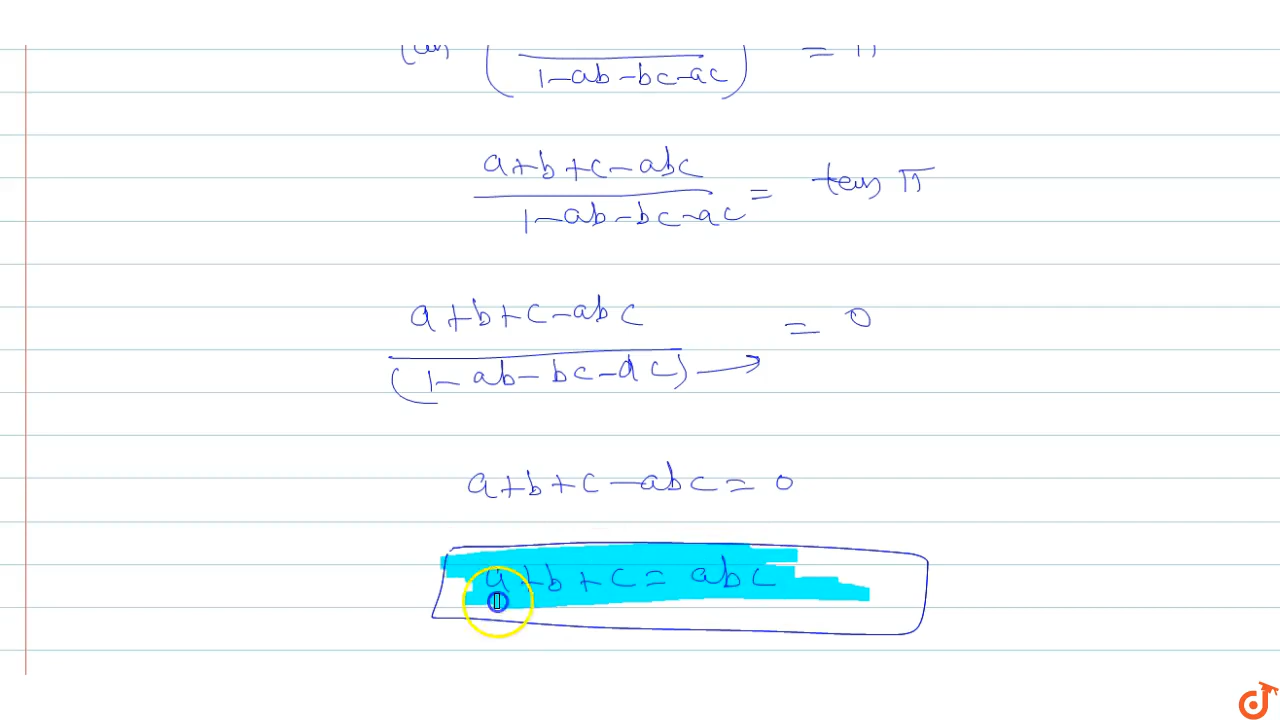 1-ab-bc-ac
a+b+c-abc
= tan π
1-ab-bc-ac
a+b+c-abc
= 0
(1-ab-bc-ac) →
a+b+c-abc = 0
a+b+c = abc